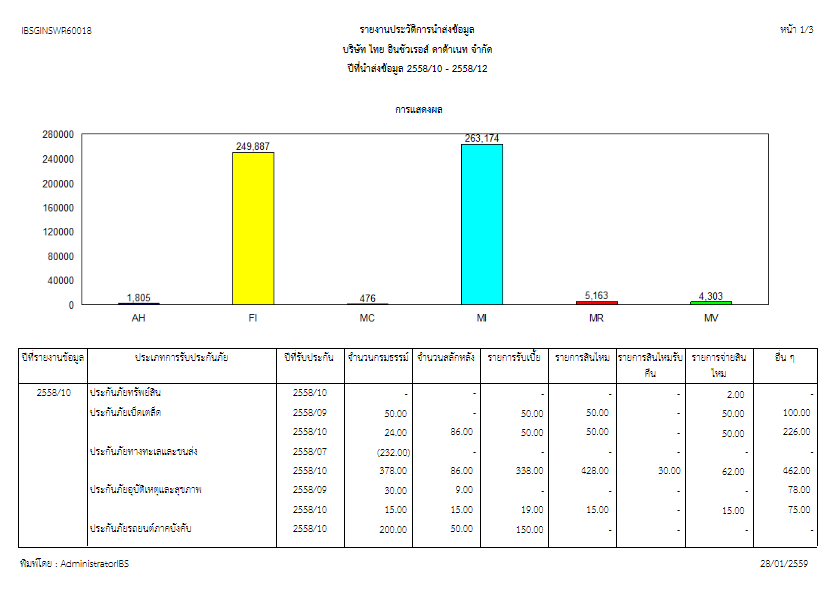 IBSGINSWR60018 รายงานประวัติการนำส่งข้อมูล หน้า 1/3
บริษัท ไทย อินชัวเรอส์ ดาต้าเนท จำกัด
ปีที่นำส่งข้อมูล 2558/10 - 2558/12
การแสดงผล
280000
240000
200000
160000
120000
80000
40000
0
1,805 249,887 476 263,174 5,163 4,303
AH FI MC MI MR MV
ปีที่รายงานข้อมูล ประเภทการรับประกันภัย ปีที่รับประกัน จำนวนกรมธรรม์ จำนวนสลักหลัง รายการรับเบี้ย รายการสินไหม รายการสินไหมรับ รายการจ่ายสิน อื่น ๆ
คืน ไหม
2558/10 ประกันภัยทรัพย์สิน 2558/10 - - - - - 2.00 -
ประกันภัยเบ็ดเตล็ด 2558/09 50.00 - 50.00 50.00 - 50.00 100.00
2558/10 24.00 86.00 50.00 50.00 - 50.00 226.00
ประกันภัยทางทะเลและขนส่ง 2558/07 (232.00) - - - - - -
2558/10 378.00 86.00 338.00 428.00 30.00 62.00 462.00
ประกันภัยอุบัติเหตุและสุขภาพ 2558/09 30.00 9.00 - - - - 78.00
2558/10 15.00 15.00 19.00 15.00 - 15.00 75.00
ประกันภัยรถยนต์ภาคบังคับ 2558/10 200.00 50.00 150.00 - - - -
พิมพ์โดย : AdministratorIBS 28/01/2559